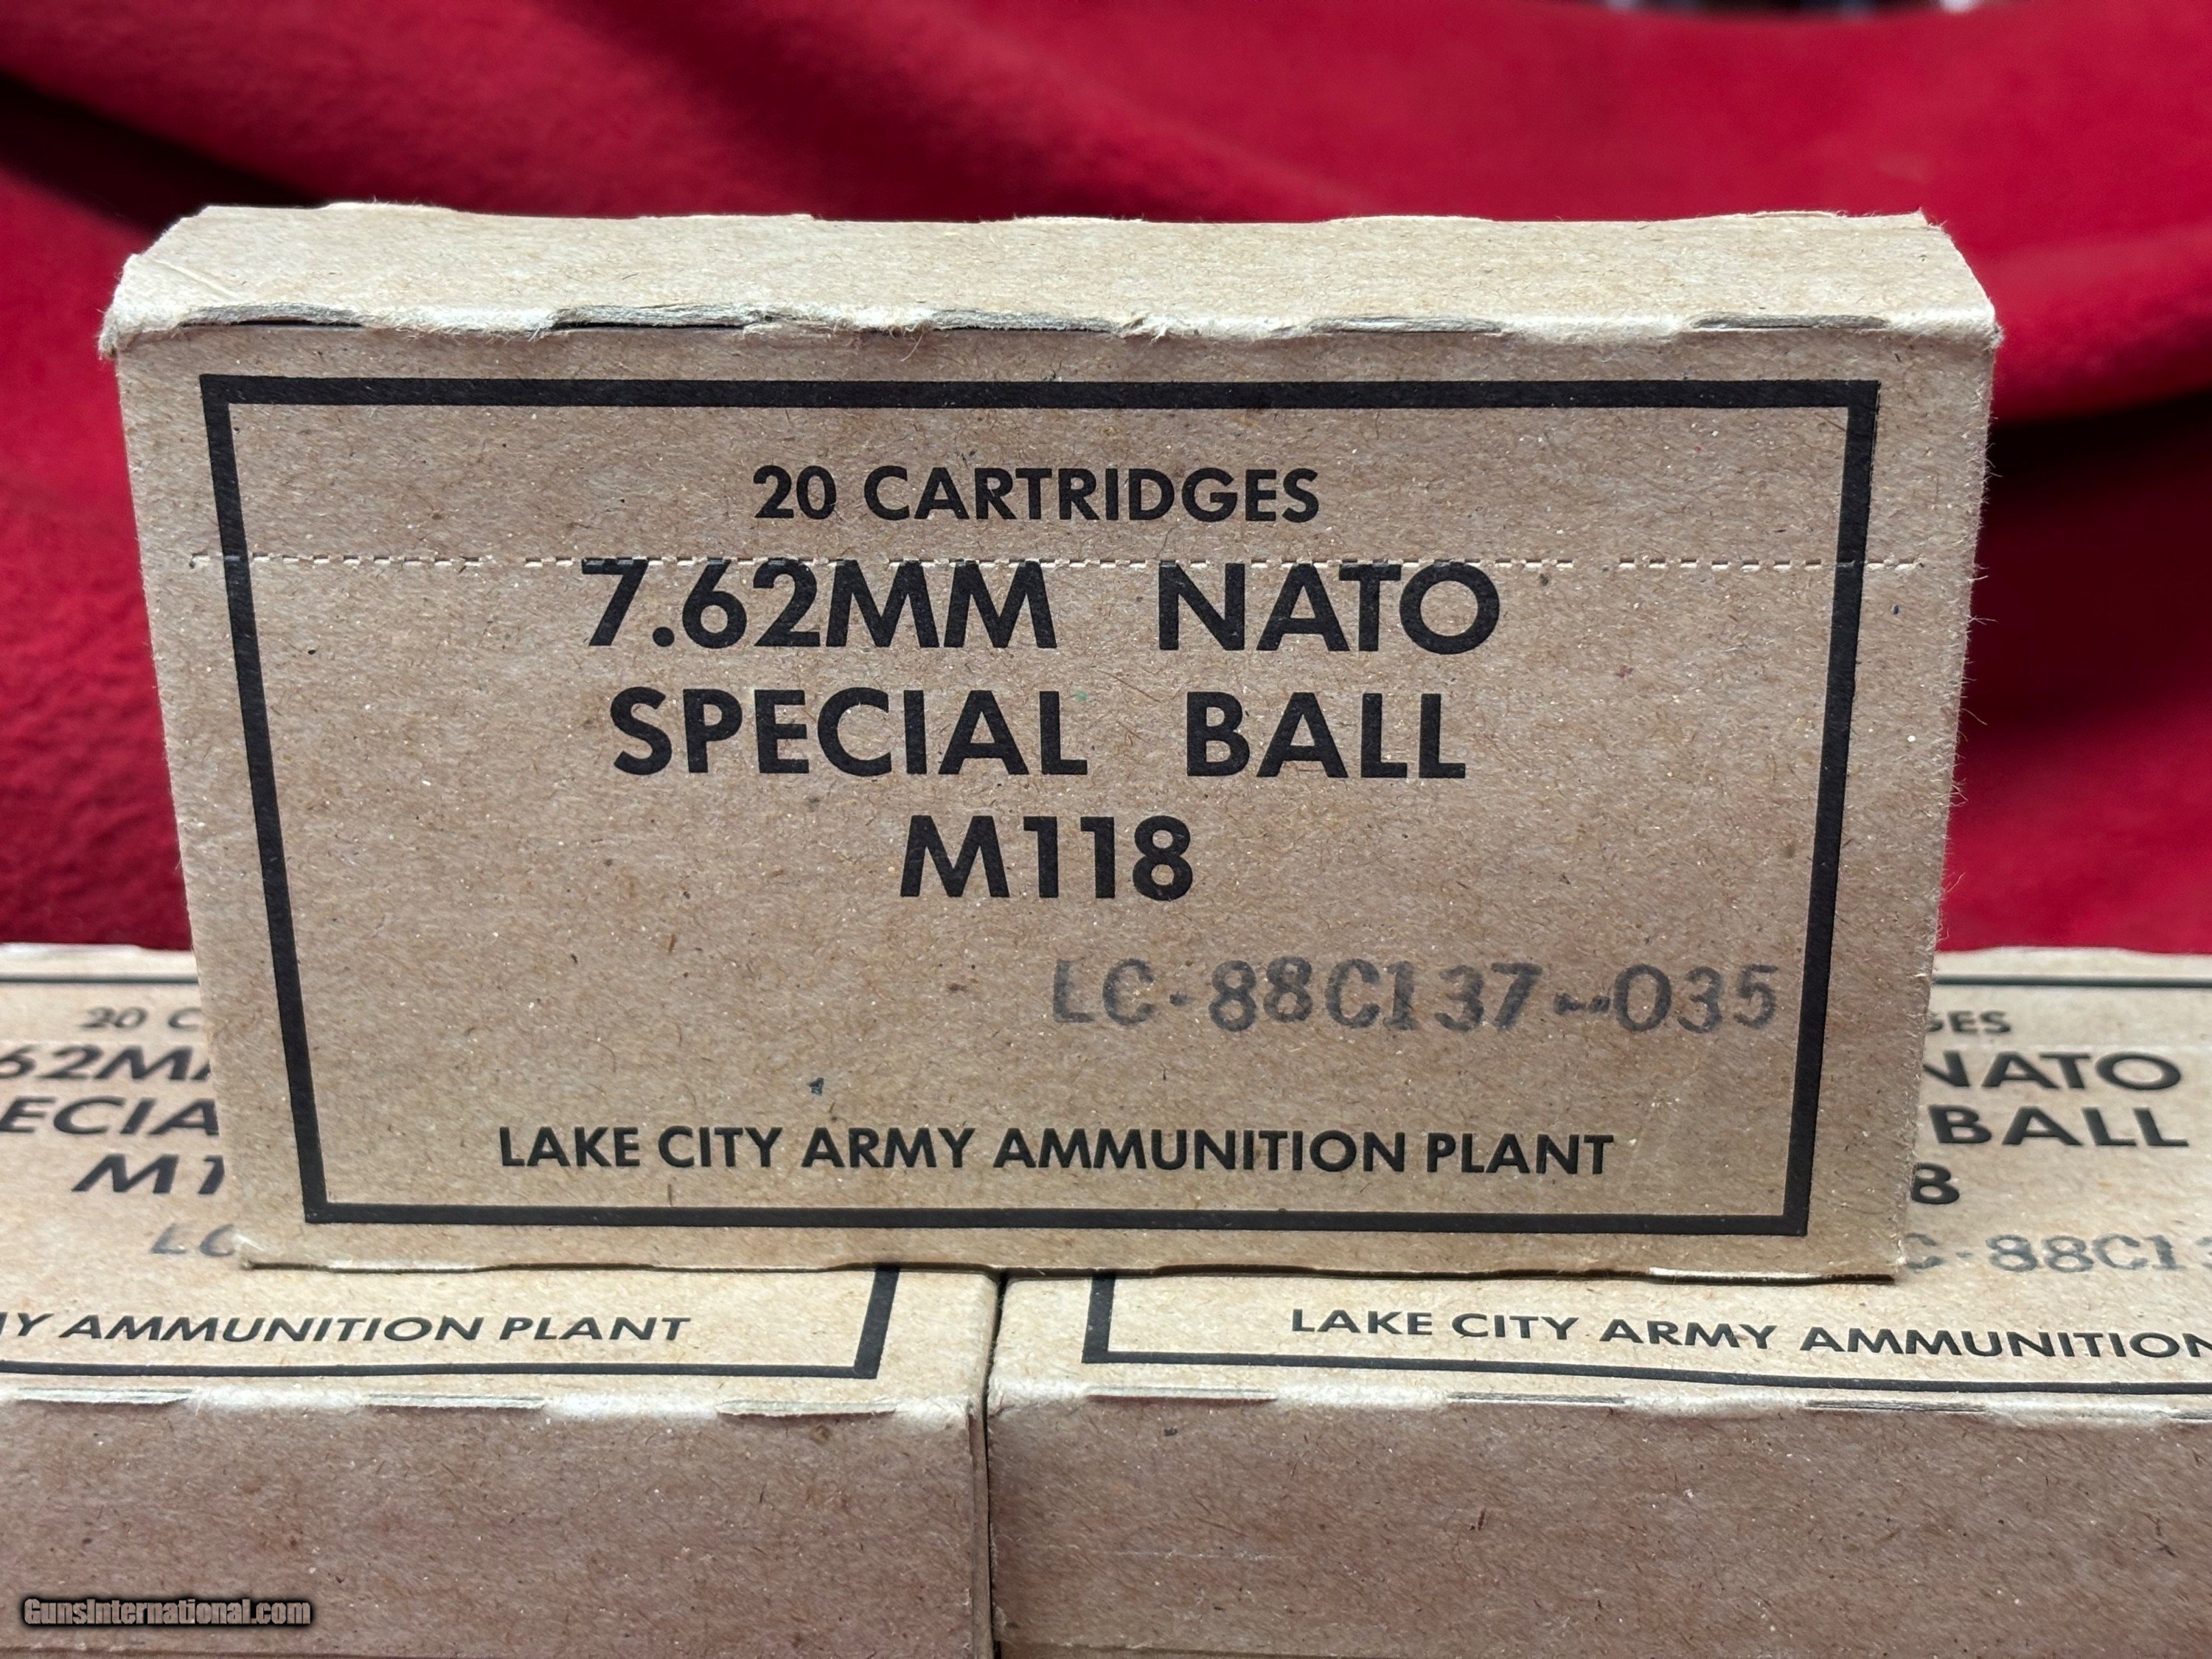 20 CARTRIDGES
7.62MM NATO
SPECIAL BALL
M118
LC-88C137-035
LAKE CITY ARMY AMMUNITION PLANT
20 C
62MM
ECIA
M1
LC
MY AMMUNITION PLANT
GES
NATO
BALL
8
C-88C13
LAKE CITY ARMY AMMUNITION
GunsInternational.com